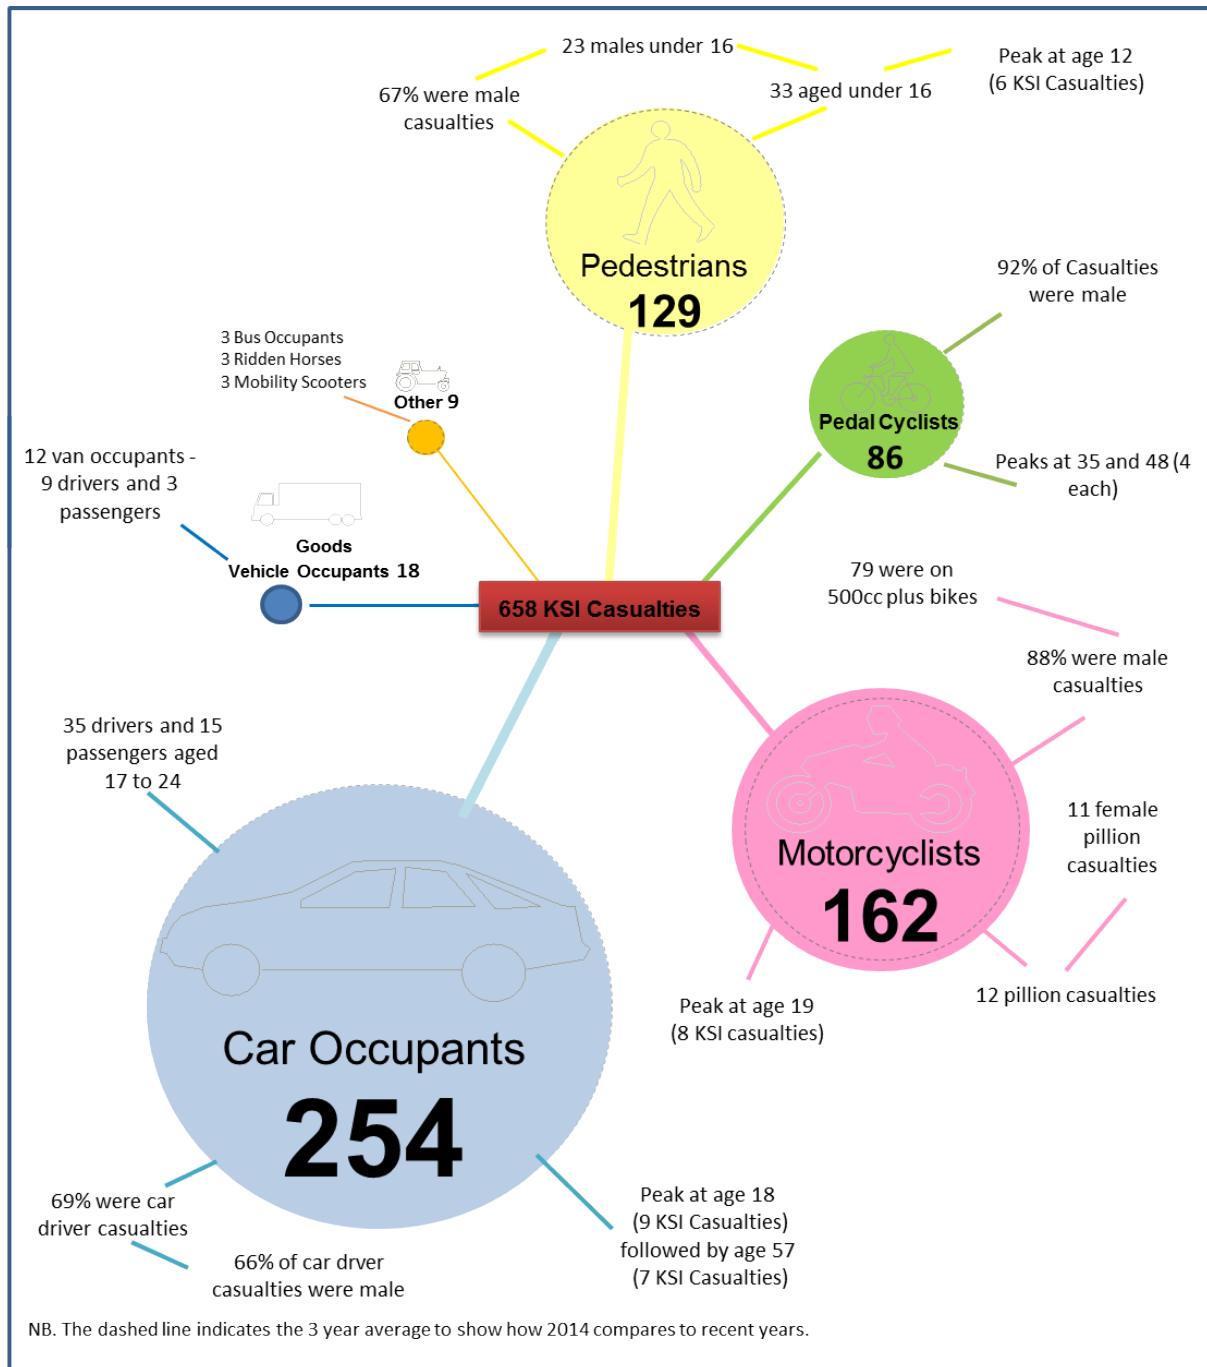 23 males under 16
67% were male
casualties
33 aged under 16
Peak at age 12
(6 KSI Casualties)
Pedestrians
129
92% of Casualties
were male
Pedal Cyclists
86
Peaks at 35 and 48 (4
each)
3 Bus Occupants
3 Ridden Horses
3 Mobility Scooters
Other 9
12 van occupants -
9 drivers and 3
passengers
Goods
Vehicle Occupants 18
658 KSI Casualties
79 were on
500cc plus bikes
88% were male
casualties
Motorcyclists
162
11 female
pillion
casualties
12 pillion casualties
Peak at age 19
(8 KSI casualties)
35 drivers and 15
passengers aged
17 to 24
Car Occupants
254
69% were car
driver casualties
66% of car drver
casualties were male
Peak at age 18
(9 KSI Casualties)
followed by age 57
(7 KSI Casualties)
NB. The dashed line indicates the 3 year average to show how 2014 compares to recent years.